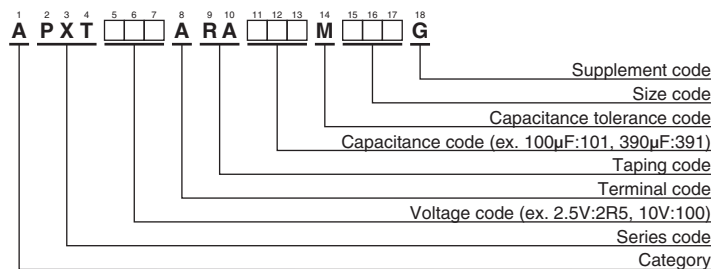 1 2 3 4 5 6 7 8 9 10 11 12 13 14 15 16 17 18
A P X T A R A M G
Supplement code
Size code
Capacitance tolerance code
Capacitance code (ex. 100µF:101, 390µF:391)
Taping code
Terminal code
Voltage code (ex. 2.5V:2R5, 10V:100)
Series code
Category